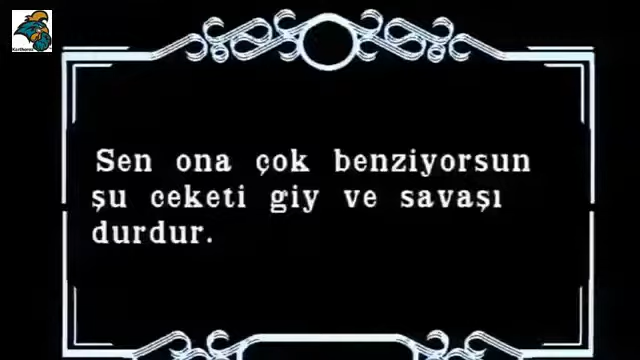 Sen ona çok benziyorsun
şu ceketi giy ve savaşı
durdur.